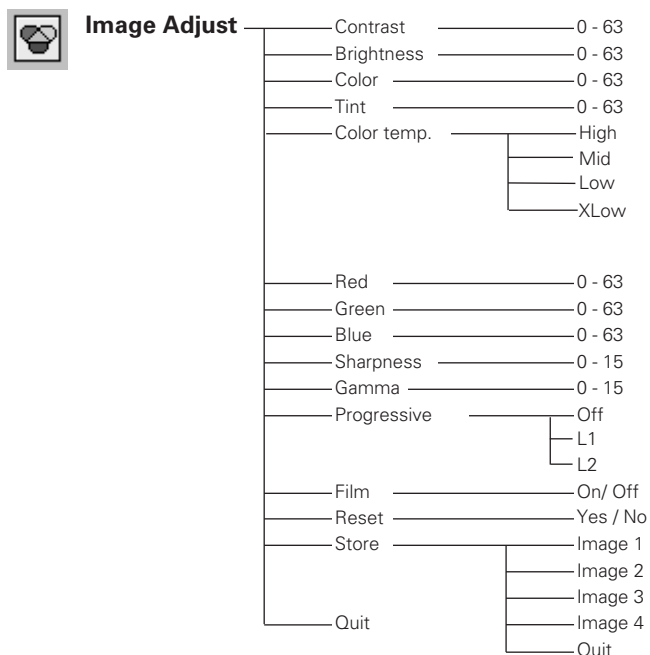 Image Adjust
Contrast 0 - 63
Brightness 0 - 63
Color 0 - 63
Tint 0 - 63
Color temp. High
Mid
Low
XLow
Red 0 - 63
Green 0 - 63
Blue 0 - 63
Sharpness 0 - 15
Gamma 0 - 15
Progressive Off
L1
L2
Film On/ Off
Reset Yes / No
Store Image 1
Image 2
Image 3
Quit Image 4
Quit